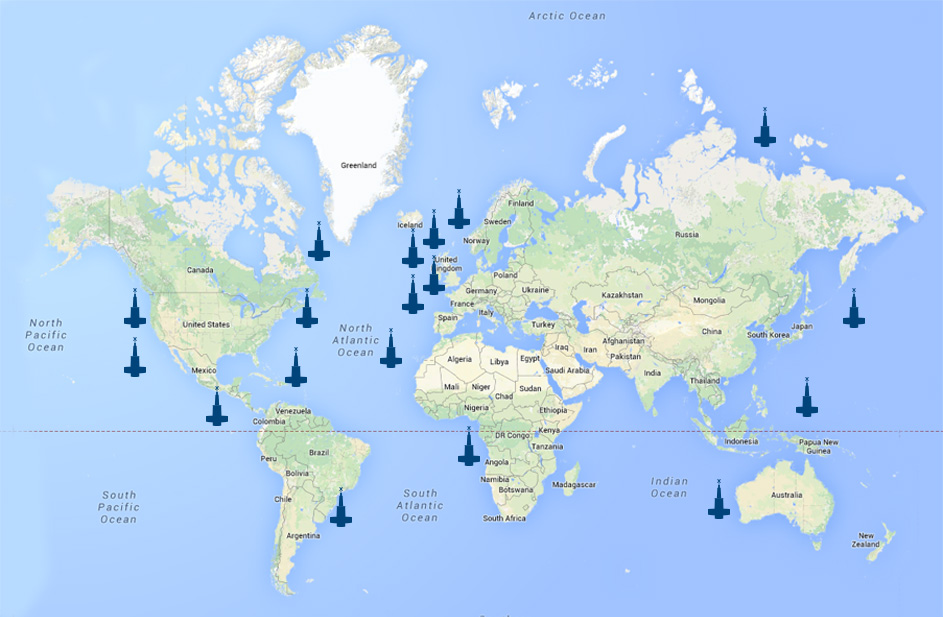 Arctic Ocean
Greenland
Iceland
Finland
Sweden
Norway
Russia
Canada
United
Kingdom
Poland
Germany
Ukraine
France
Kazakhstan
Mongolia
North
Pacific
Ocean
United States
North
Atlantic
Ocean
Spain
Italy
Turkey
Afghanistan
China
South Korea
Japan
Mexico
Algeria
Libya
Egypt
Iraq
Iran
Pakistan
Saudi Arabia
India
Mali
Niger
Chad
Sudan
Thailand
Venezuela
Colombia
Nigeria
Ethiopia
DR Congo
Kenya
Tanzania
Indonesia
Papua New
Guinea
Peru
Brazil
Bolivia
Angola
Namibia
Botswana
Madagascar
Indian
Ocean
Australia
South
Pacific
Ocean
Chile
South
Atlantic
Ocean
South Africa
Argentina
New
Zealand